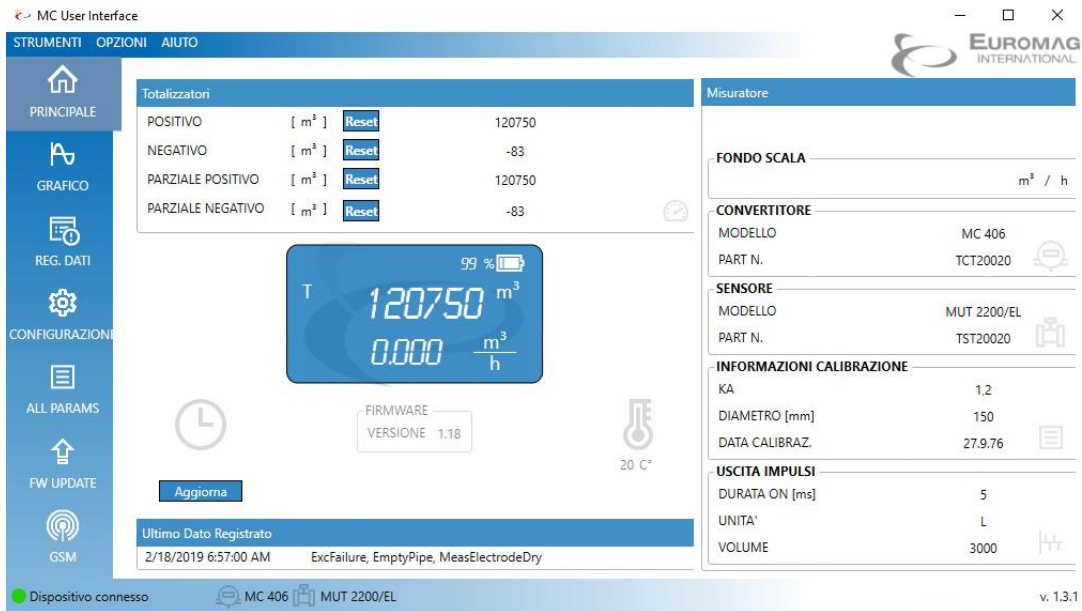 MC User Interface
STRUMENTI OPZIONI AIUTO
EUROMAG
INTERNATIONAL
PRINCIPALE
GRAFICO
REG. DATI
CONFIGURAZIONE
ALL PARAMS
FW UPDATE
GSM
Totalizzatori
POSITIVO [ m³ ] Reset 120750
NEGATIVO [ m³ ] Reset -83
PARZIALE POSITIVO [ m³ ] Reset 120750
PARZIALE NEGATIVO [ m³ ] Reset -83
99 %
T 120750 m³
0.000 m³/h
FIRMWARE
VERSIONE 1.18
20 C°
Aggiorna
Ultimo Dato Registrato
2/18/2019 6:57:00 AM ExcFailure, EmptyPipe, MeasElectrodeDry
Misuratore
FONDO SCALA
m³ / h
CONVERTITORE
MODELLO MC 406
PART N. TCT20020
SENSORE
MODELLO MUT 2200/EL
PART N. TST20020
INFORMAZIONI CALIBRAZIONE
KA 1,2
DIAMETRO [mm] 150
DATA CALIBRAZ. 27.9.76
USCITA IMPULSI
DURATA ON [ms] 5
UNITA' L
VOLUME 3000
Dispositivo connesso MC 406 MUT 2200/EL v. 1.3.1